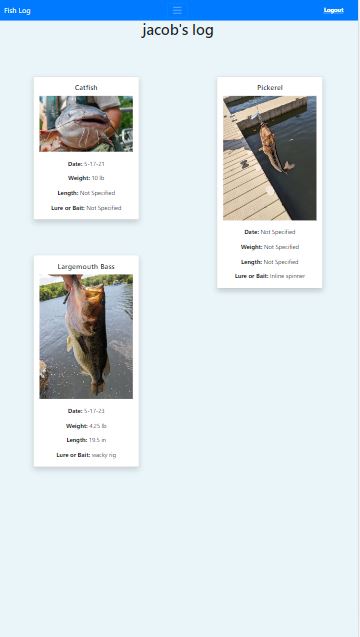 Fish Log
Logout
jacob's log
Catfish
Date: 5-17-21
Weight: 10 lb
Length: Not Specified
Lure or Bait: Not Specified
Pickerel
Date: Not Specified
Weight: Not Specified
Length: Not Specified
Lure or Bait: Inline spinner
Largemouth Bass
Date: 5-17-23
Weight: 4.25 lb
Length: 19.5 in
Lure or Bait: wacky rig